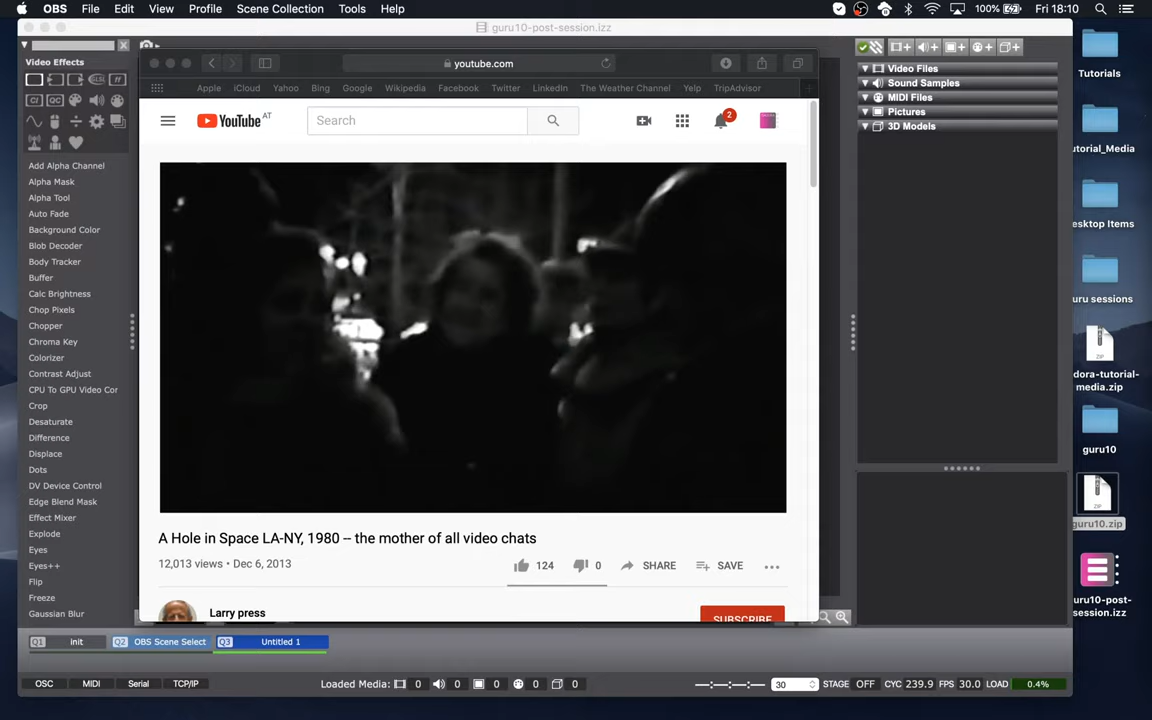 OBS File Edit View Profile Scene Collection Tools Help 100% Fri 18:10
guru10-post-session.izz
Video Effects
youtube.com
Apple iCloud Yahoo Bing Google Wikipedia Facebook Twitter LinkedIn The Weather Channel Yelp TripAdvisor
YouTube AT
Search
2
Add Alpha Channel
Alpha Mask
Alpha Tool
Auto Fade
Background Color
Blob Decoder
Body Tracker
Buffer
Calc Brightness
Chop Pixels
Chopper
Chroma Key
Colorizer
Contrast Adjust
CPU To GPU Video Cor
Crop
Desaturate
Difference
Displace
Dots
DV Device Control
Edge Blend Mask
Effect Mixer
Explode
Eyes
Eyes++
Flip
Freeze
Gaussian Blur
A Hole in Space LA-NY, 1980 -- the mother of all video chats
12,013 views • Dec 6, 2013
124 0 SHARE SAVE
Larry press
SUBSCRIBE
Video Files
Sound Samples
MIDI Files
Pictures
3D Models
Tutorials
utorial_Media
esktop Items
uru sessions
ZIP
dora-tutorial-
media.zip
guru10
ZIP
guru10.zip
uru10-post-
session.izz
Q1 init Q2 OBS Scene Select Q3 Untitled 1
OSC MIDI Serial TCP/IP Loaded Media: 0 0 0 0 0 30 STAGE OFF CYC 239.9 FPS 30.0 LOAD 0.4%